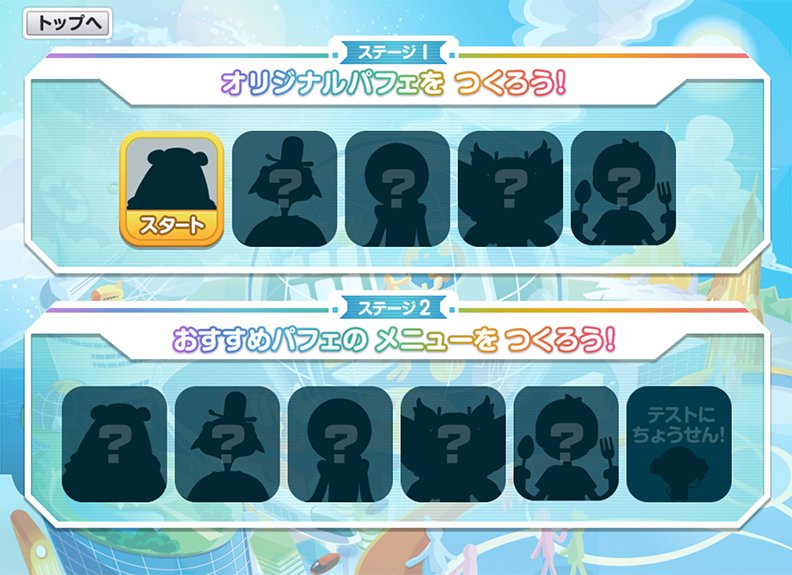 トップへ
ステージ1
オリジナルパフェを つくろう!
スタート
?
?
?
?
ステージ2
おすすめパフェの メニューを つくろう!
?
?
?
?
?
テストに
ちょうせん!